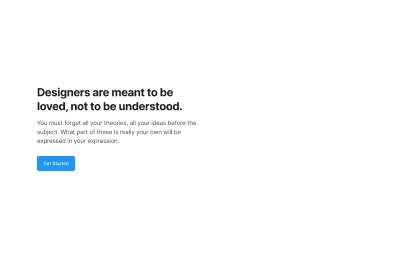 Designers are meant to be
loved, not to be understood.
You must forget all your theories, all your ideas before the
subject. What part of these is really your own will be
expressed in your expression.
Get Started